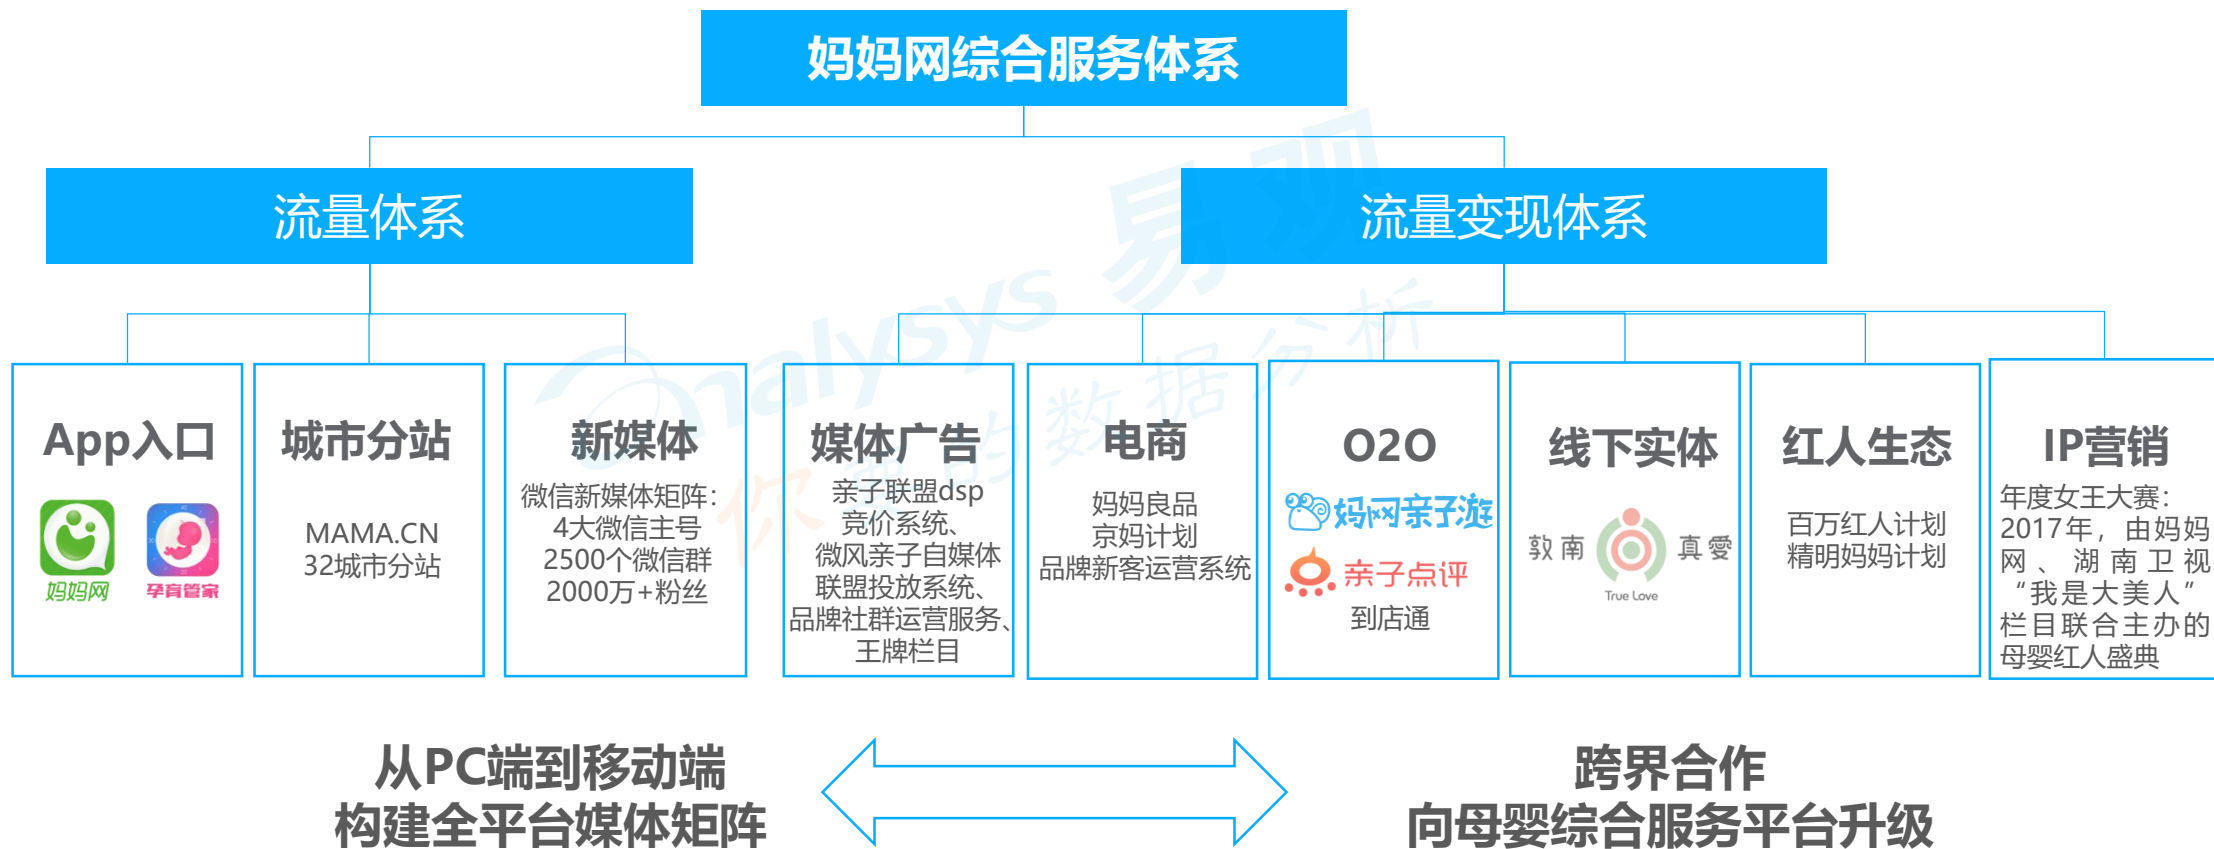 妈妈网综合服务体系
流量体系
流量变现体系
App入口
妈妈网
孕育管家
城市分站
MAMA.CN
32城市分站
新媒体
微信新媒体矩阵：
4大微信主号
2500个微信群
2000万+粉丝
媒体广告
亲子联盟dsp
竞价系统、
微风亲子自媒体
联盟投放系统、
品牌社群运营服务、
王牌栏目
电商
妈妈良品
京妈计划
品牌新客运营系统
O2O
妈网亲子游
亲子点评
到店通
线下实体
敦南 真愛
True Love
红人生态
百万红人计划
精明妈妈计划
IP营销
年度女王大赛：
2017年，由妈妈
网、湖南卫视
“我是大美人”
栏目联合主办的
母婴红人盛典
从PC端到移动端
构建全平台媒体矩阵
跨界合作
向母婴综合服务平台升级
analysys 易观
你要的数据分析